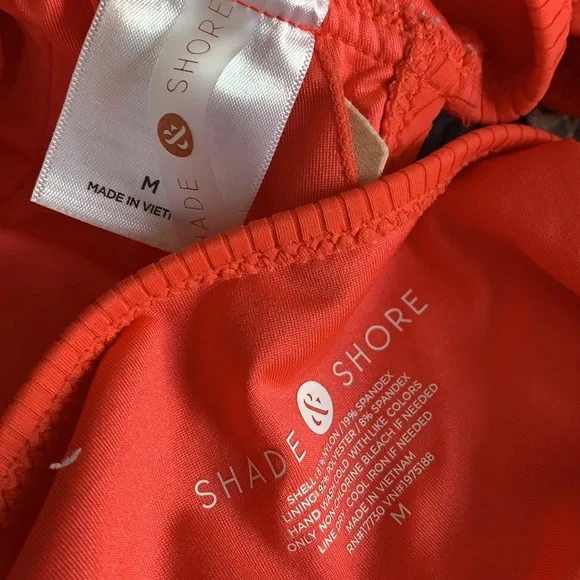 SHADE & SHORE
&
M
MADE IN VIET
SHADE & SHORE
SHELL: 81% NYLON / 19% SPANDEX
LINING: 92% POLYESTER / 8% SPANDEX
HAND WASH COLD WITH LIKE COLORS
ONLY NON-CHLORINE BLEACH IF NEEDED
LINE DRY COOL IRON IF NEEDED
MADE IN VIETNAM
RN#17730 VN#1975188
M